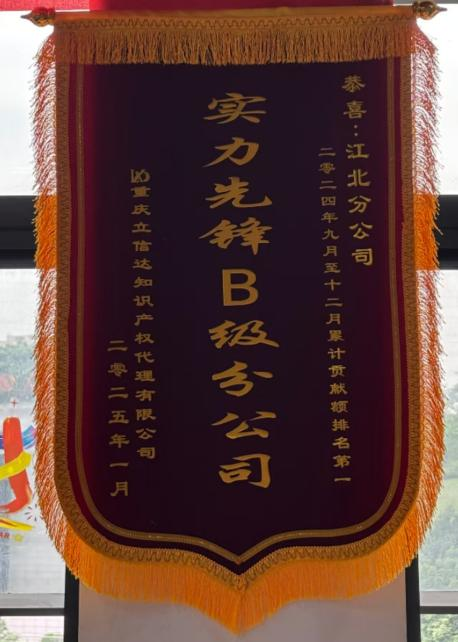 恭喜：江北分公司
二零二四年九月至十二月累计贡献额排名第一
实力先锋B级分公司
重庆立信达知识产权代理有限公司
二零二五年一月